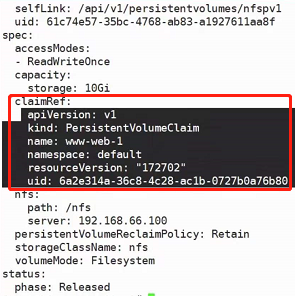 selfLink: /api/v1/persistentvolumes/nfspv1
uid: 61c74e57-35bc-4768-ab83-a1927611aa8f
spec:
accessModes:
- ReadWriteOnce
capacity:
storage: 10Gi
claimRef:
apiVersion: v1
kind: PersistentVolumeClaim
name: www-web-1
namespace: default
resourceVersion: "172702"
uid: 6a2e314a-36c8-4c28-ac1b-0727b0a76b80
nfs:
path: /nfs
server: 192.168.66.100
persistentVolumeReclaimPolicy: Retain
storageClassName: nfs
volumeMode: Filesystem
status:
phase: Released